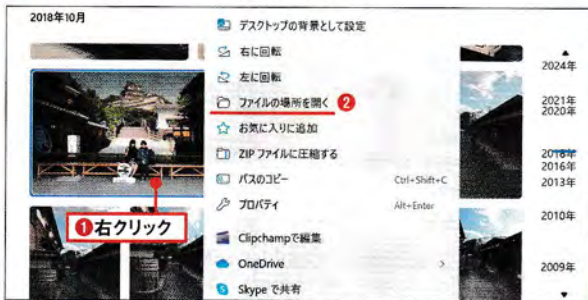 2018年10月
デスクトップの背景として設定
右に回転
左に回転
ファイルの場所を開く ❷
お気に入りに追加
ZIP ファイルに圧縮する
パスのコピー Ctrl+Shift+C
プロパティ Alt+Enter
Clipchampで編集
OneDrive
Skype で共有
❶右クリック
2024年
2021年
2020年
2018年
2016年
2013年
2010年
2009年